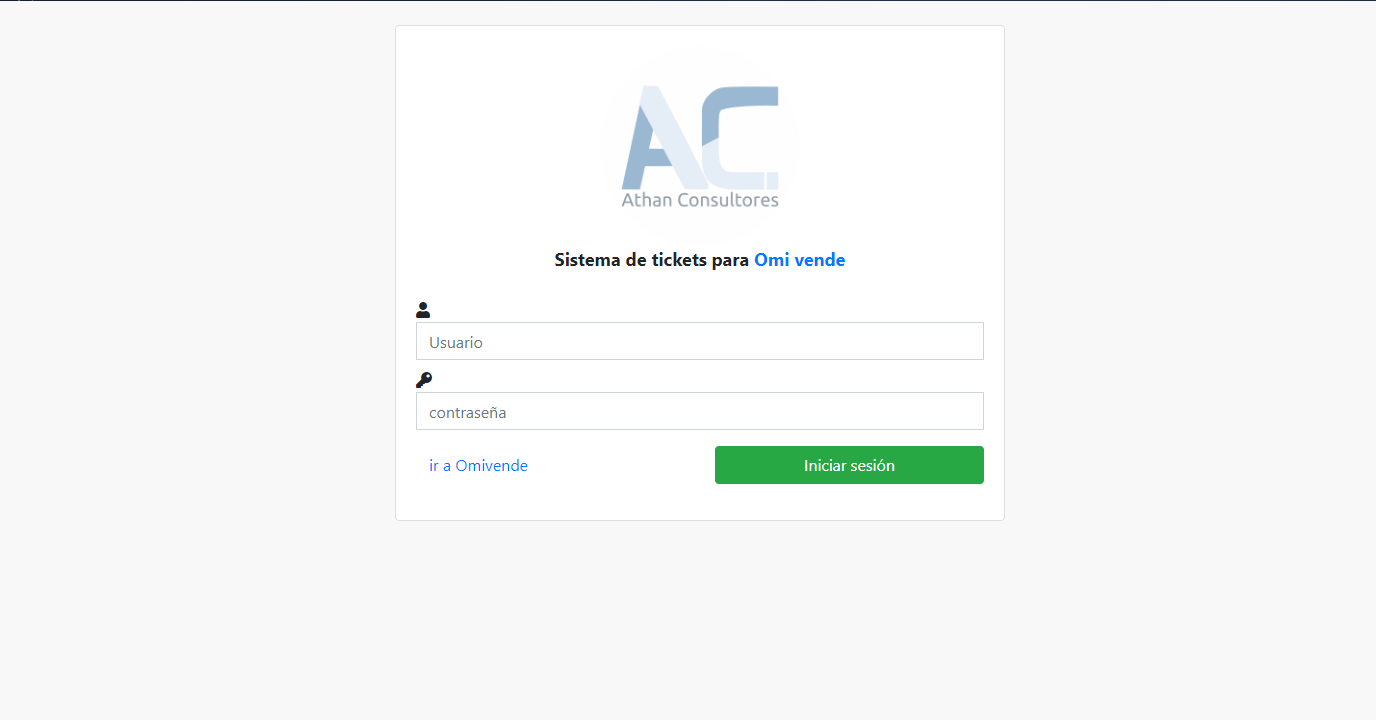 AC
Athan Consultores
Sistema de tickets para Omi vende
Usuario
contraseña
ir a Omivende
Iniciar sesión